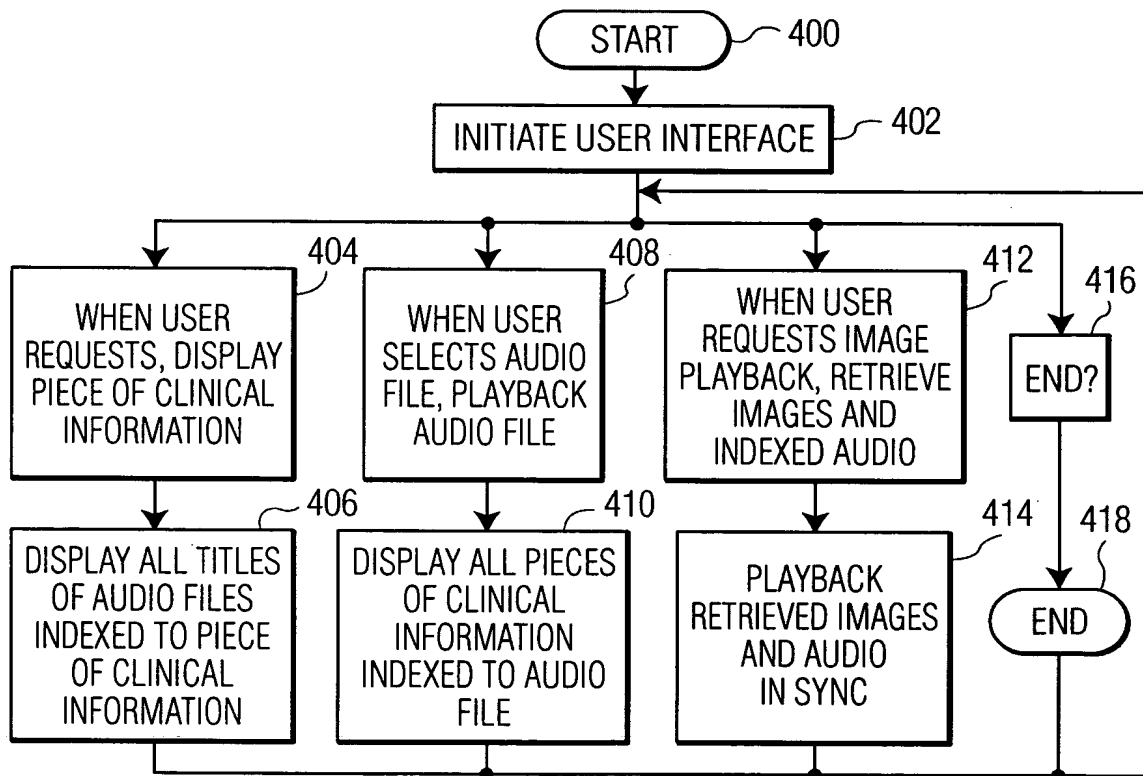 START
400
INITIATE USER INTERFACE
402
404
WHEN USER
REQUESTS, DISPLAY
PIECE OF CLINICAL
INFORMATION
408
WHEN USER
SELECTS AUDIO
FILE, PLAYBACK
AUDIO FILE
412
WHEN USER
REQUESTS IMAGE
PLAYBACK, RETRIEVE
IMAGES AND
INDEXED AUDIO
416
END?
406
DISPLAY ALL TITLES
OF AUDIO FILES
INDEXED TO PIECE
OF CLINICAL
INFORMATION
410
DISPLAY ALL PIECES
OF CLINICAL
INFORMATION
INDEXED TO AUDIO
FILE
414
PLAYBACK
RETRIEVED IMAGES
AND AUDIO
IN SYNC
418
END